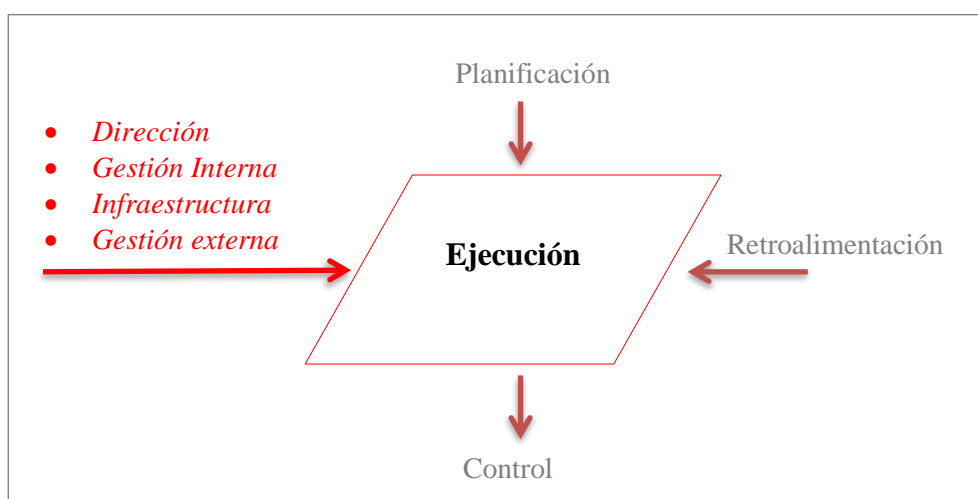 Planificación
• Dirección
• Gestión Interna
• Infraestructura
• Gestión externa
Ejecución
Retroalimentación
Control